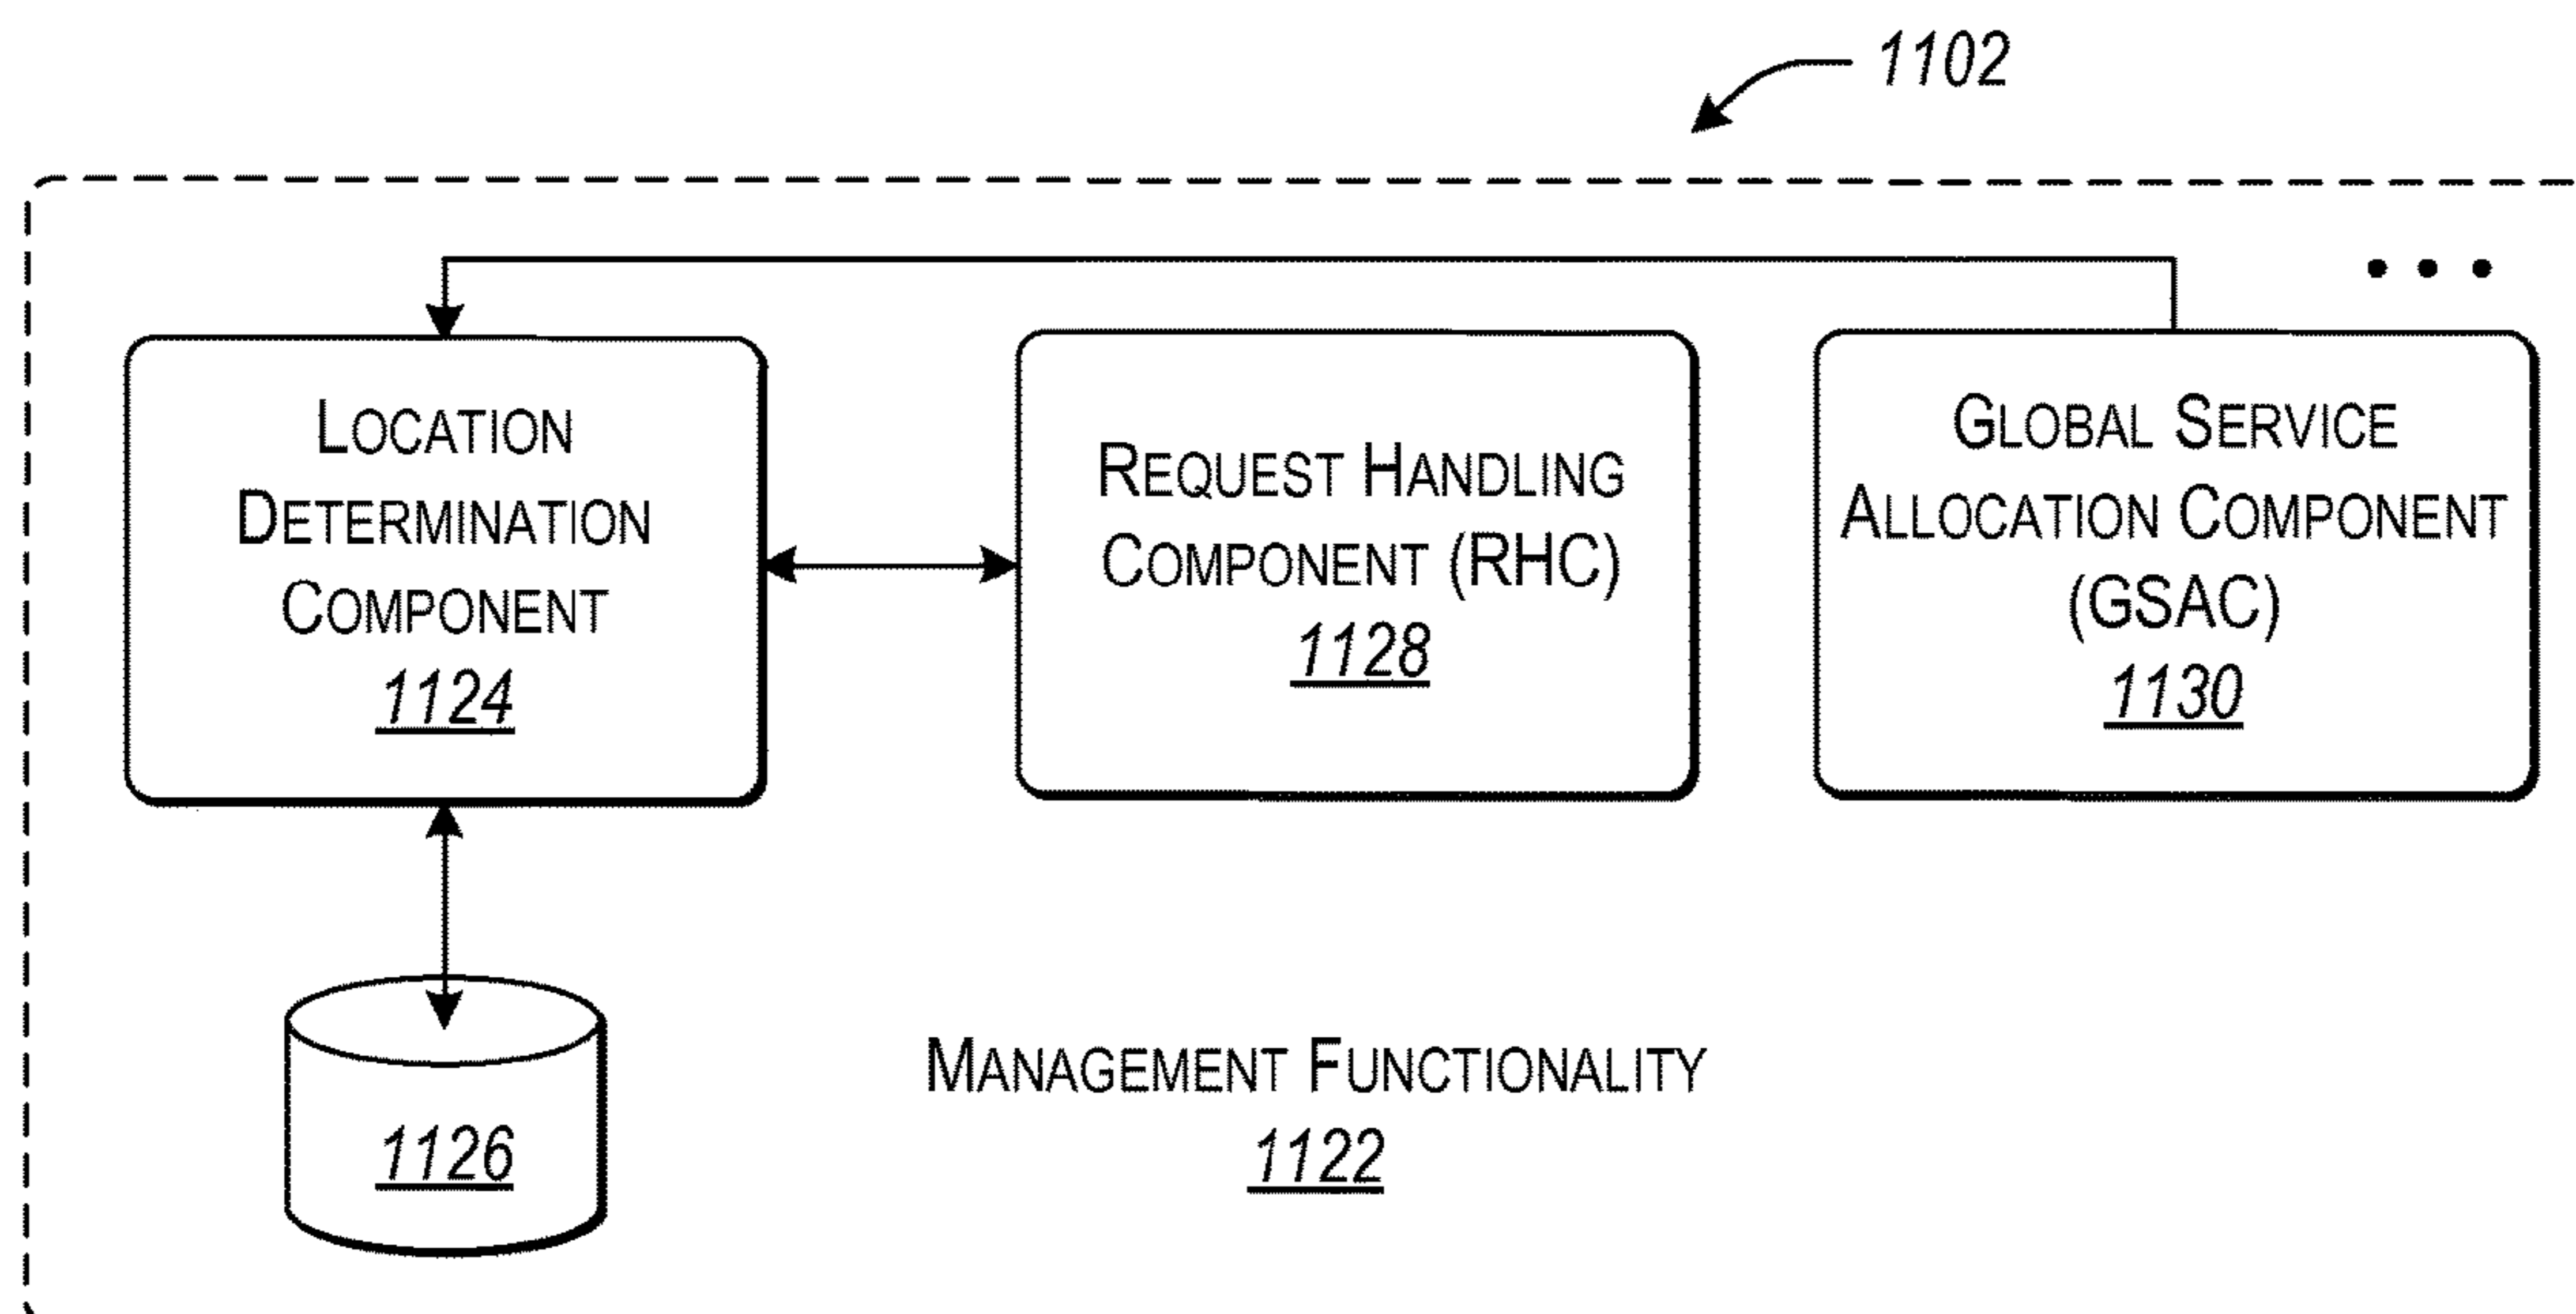 1102
LOCATION
DETERMINATION
COMPONENT
1124
REQUEST HANDLING
COMPONENT (RHC)
1128
GLOBAL SERVICE
ALLOCATION COMPONENT
(GSAC)
1130
1126
MANAGEMENT FUNCTIONALITY
1122